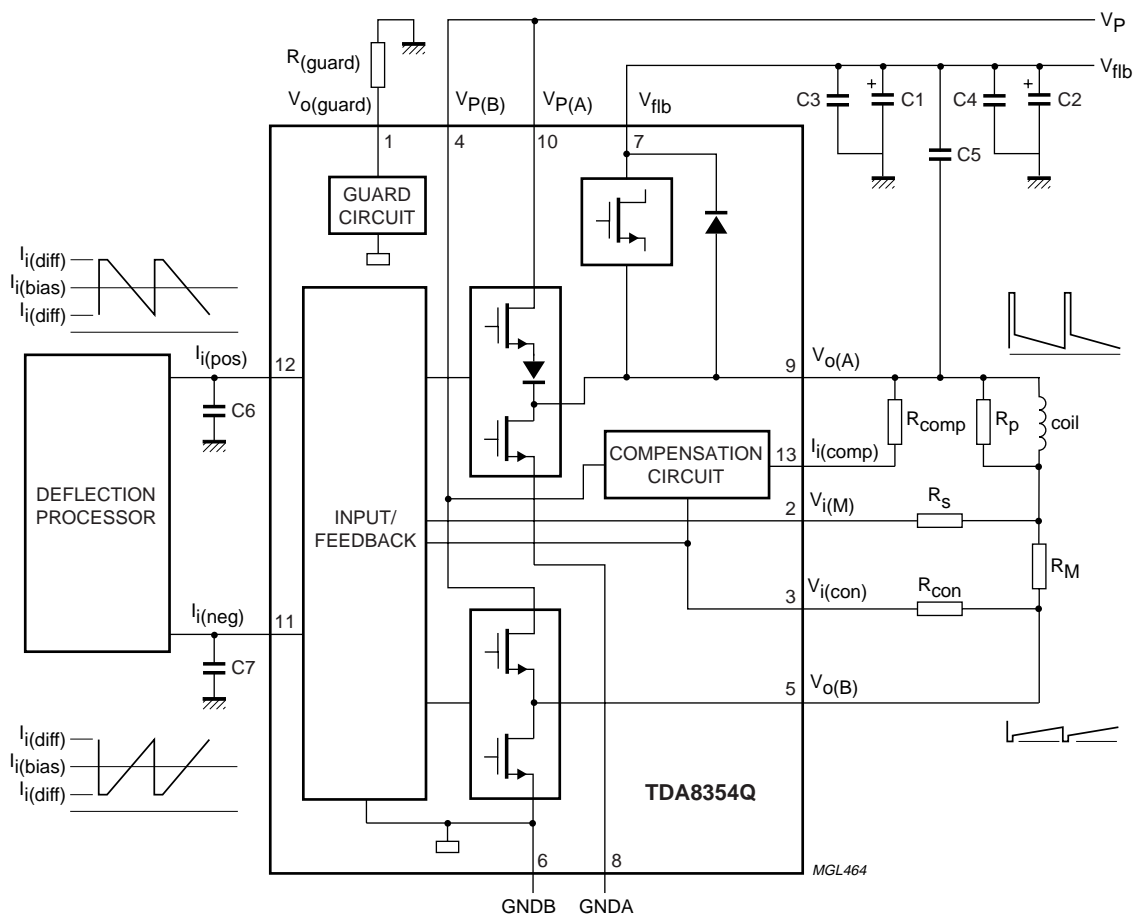 V_P
R_(guard)
V_flb
V_o(guard)
V_P(B)
V_P(A)
V_flb
C3
+
C1
C4
+
C2
1
4
10
7
C5
GUARD
CIRCUIT
I_i(diff)
I_i(bias)
I_i(diff)
I_i(pos)
12
9
V_o(A)
C6
R_comp
R_p
coil
COMPENSATION
CIRCUIT
13
I_i(comp)
DEFLECTION
PROCESSOR
INPUT/
FEEDBACK
2
V_i(M)
R_s
R_M
I_i(neg)
11
3
V_i(con)
R_con
C7
5
V_o(B)
I_i(diff)
I_i(bias)
I_i(diff)
TDA8354Q
6
8
MGL464
GNDB
GNDA